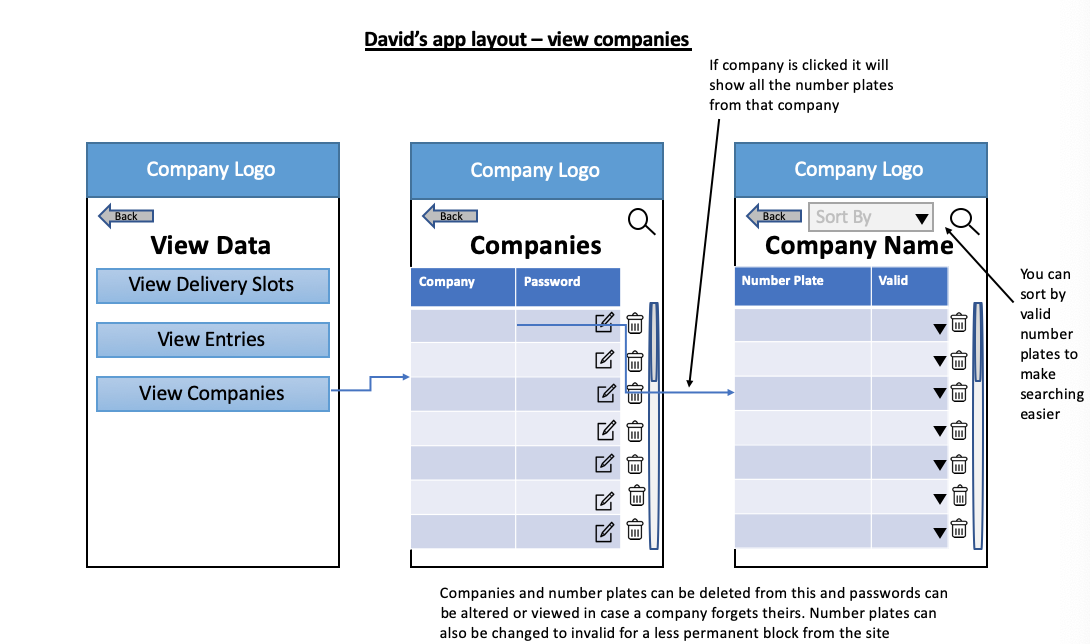 David's app layout – view companies
If company is clicked it will
show all the number plates
from that company
Company Logo
Back
View Data
View Delivery Slots
View Entries
View Companies
Company Logo
Back
Companies
Company Password
Company Logo
Back
Sort By
Company Name
Number Plate Valid
You can
sort by
valid
number
plates to
make
searching
easier
Companies and number plates can be deleted from this and passwords can
be altered or viewed in case a company forgets theirs. Number plates can
also be changed to invalid for a less permanent block from the site